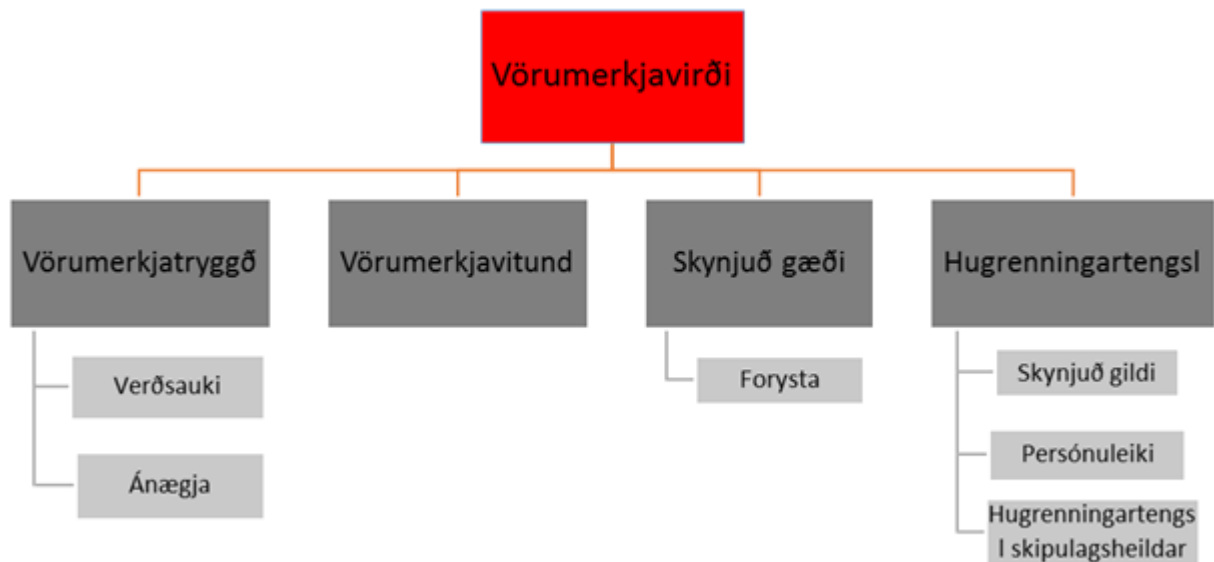 Vörumerkjavirði
Vörumerkjatryggð
Vörumerkjavitund
Skynjuð gæði
Hugrenningartengsl
Verðsauki
Ánægja
Forysta
Skynjuð gildi
Persónuleiki
Hugrenningartengs
l skipulagsheildar